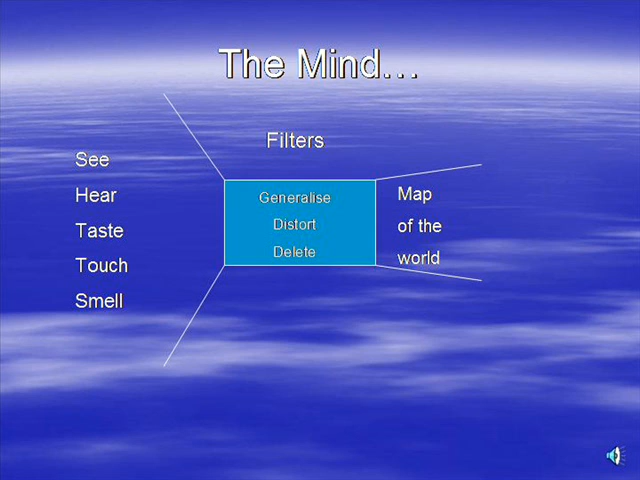 The Mind...
Filters
See
Hear
Taste
Touch
Smell
Generalise
Distort
Delete
Map
of the
world